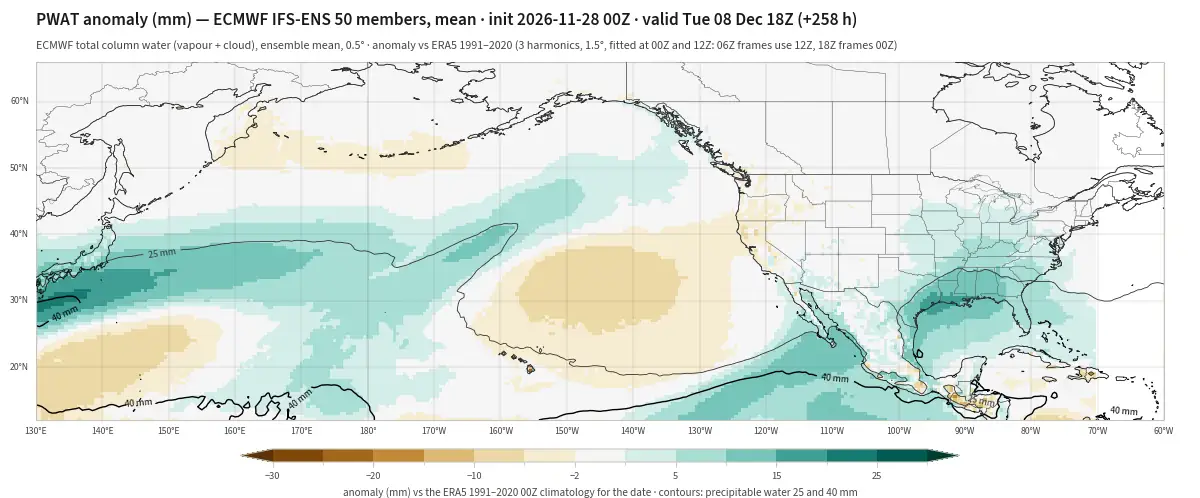 PWAT anomaly (mm) — ECMWF IFS-ENS 50 members, mean · init 2026-11-28 00Z · valid Tue 08 Dec 18Z (+258 h)
ECMWF total column water (vapour + cloud), ensemble mean, 0.5° · anomaly vs ERA5 1991–2020 (3 harmonics, 1.5°, fitted at 00Z and 12Z: 06Z frames use 12Z, 18Z frames 00Z)
60°N
50°N
40°N
30°N
20°N
25 mm
40 mm
40 mm
40 mm
40 mm
25 mm
40 mm
130°E 140°E 150°E 160°E 170°E 180° 170°W 160°W 150°W 140°W 130°W 120°W 110°W 100°W 90°W 80°W 70°W 60°W
−30 −20 −10 −2 5 15 25
anomaly (mm) vs the ERA5 1991–2020 00Z climatology for the date · contours: precipitable water 25 and 40 mm